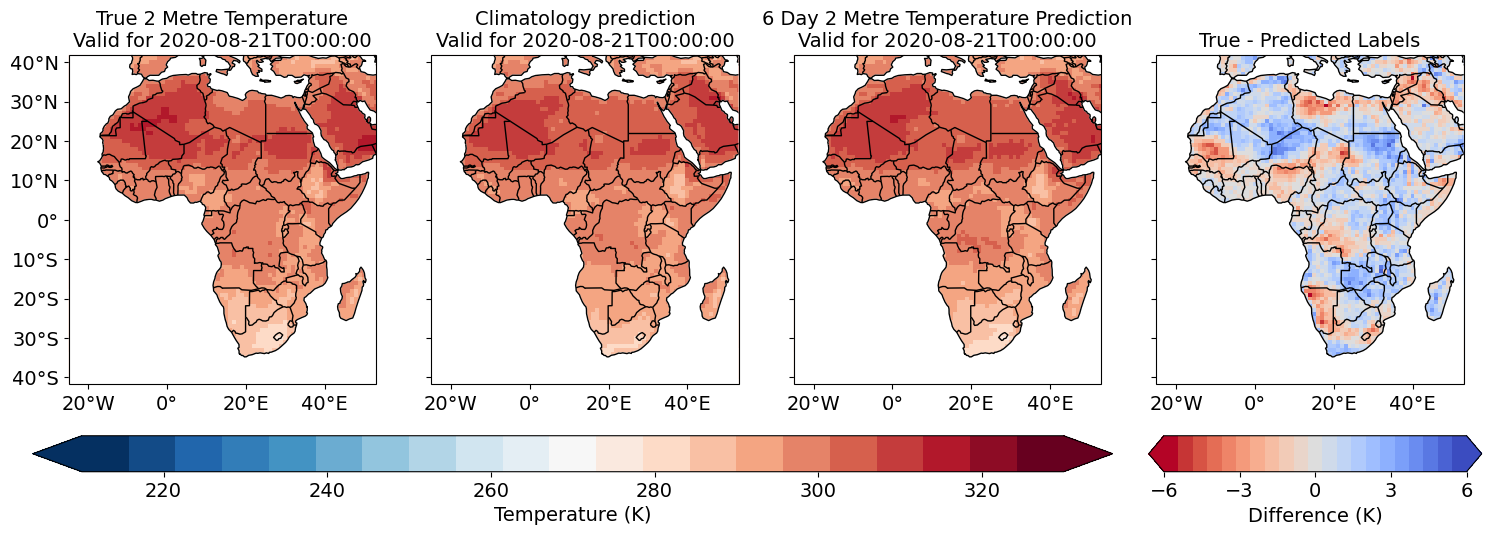 True 2 Metre Temperature
Valid for 2020-08-21T00:00:00
Climatology prediction
Valid for 2020-08-21T00:00:00
6 Day 2 Metre Temperature Prediction
Valid for 2020-08-21T00:00:00
True - Predicted Labels
40°N
30°N
20°N
10°N
0°
10°S
20°S
30°S
40°S
20°W 0° 20°E 40°E
20°W 0° 20°E 40°E
20°W 0° 20°E 40°E
20°W 0° 20°E 40°E
220 240 260 280 300 320
Temperature (K)
−6 −3 0 3 6
Difference (K)